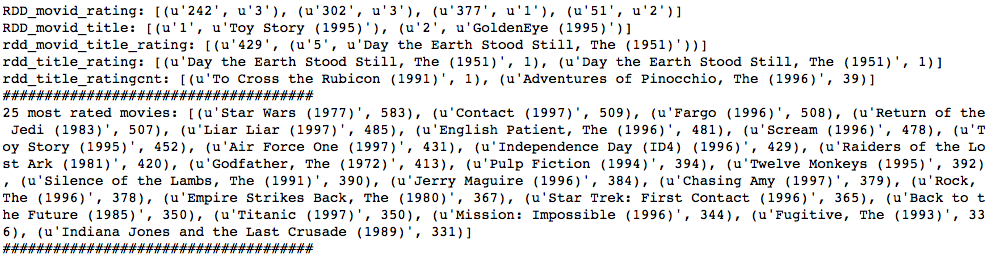 RDD_movid_rating: [(u'242', u'3'), (u'302', u'3'), (u'377', u'1'), (u'51', u'2')]
RDD_movid_title: [(u'1', u'Toy Story (1995)'), (u'2', u'GoldenEye (1995)')]
rdd_movid_title_rating: [(u'429', (u'5', u'Day the Earth Stood Still, The (1951)'))]
rdd_title_rating: [(u'Day the Earth Stood Still, The (1951)', 1), (u'Day the Earth Stood Still, The (1951)', 1)]
rdd_title_ratingcnt: [(u'To Cross the Rubicon (1991)', 1), (u'Adventures of Pinocchio, The (1996)', 39)]
#####################################
25 most rated movies: [(u'Star Wars (1977)', 583), (u'Contact (1997)', 509), (u'Fargo (1996)', 508), (u'Return of the
 Jedi (1983)', 507), (u'Liar Liar (1997)', 485), (u'English Patient, The (1996)', 481), (u'Scream (1996)', 478), (u'T
oy Story (1995)', 452), (u'Air Force One (1997)', 431), (u'Independence Day (ID4) (1996)', 429), (u'Raiders of the Lo
st Ark (1981)', 420), (u'Godfather, The (1972)', 413), (u'Pulp Fiction (1994)', 394), (u'Twelve Monkeys (1995)', 392)
, (u'Silence of the Lambs, The (1991)', 390), (u'Jerry Maguire (1996)', 384), (u'Chasing Amy (1997)', 379), (u'Rock,
The (1996)', 378), (u'Empire Strikes Back, The (1980)', 367), (u'Star Trek: First Contact (1996)', 365), (u'Back to t
he Future (1985)', 350), (u'Titanic (1997)', 350), (u'Mission: Impossible (1996)', 344), (u'Fugitive, The (1993)', 33
6), (u'Indiana Jones and the Last Crusade (1989)', 331)]
#####################################